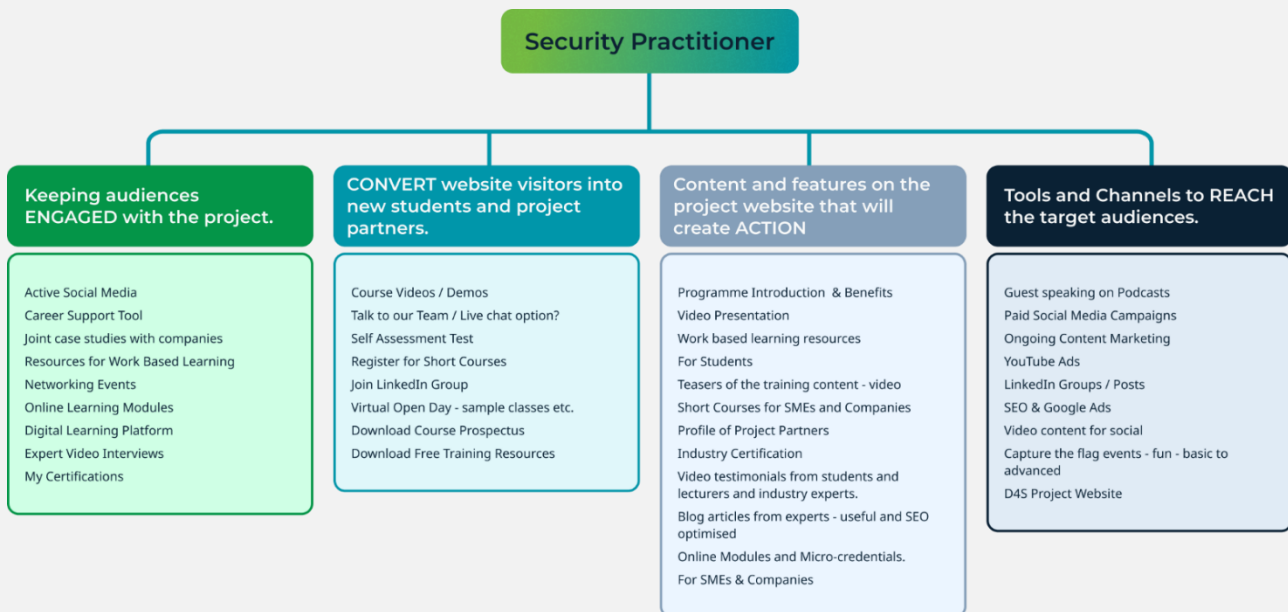 Security Practitioner
Keeping audiences
ENGAGED with the project.
Active Social Media
Career Support Tool
Joint case studies with companies
Resources for Work Based Learning
Networking Events
Online Learning Modules
Digital Learning Platform
Expert Video Interviews
My Certifications
CONVERT website visitors into
new students and project
partners.
Course Videos / Demos
Talk to our Team / Live chat option?
Self Assessment Test
Register for Short Courses
Join LinkedIn Group
Virtual Open Day - sample classes etc.
Download Course Prospectus
Download Free Training Resources
Content and features on the
project website that will
create ACTION
Programme Introduction & Benefits
Video Presentation
Work based learning resources
For Students
Teasers of the training content - video
Short Courses for SMEs and Companies
Profile of Project Partners
Industry Certification
Video testimonials from students and
lecturers and industry experts.
Blog articles from experts - useful and SEO
optimised
Online Modules and Micro-credentials.
For SMEs & Companies
Tools and Channels to REACH
the target audiences.
Guest speaking on Podcasts
Paid Social Media Campaigns
Ongoing Content Marketing
YouTube Ads
LinkedIn Groups / Posts
SEO & Google Ads
Video content for social
Capture the flag events - fun - basic to
advanced
D4S Project Website